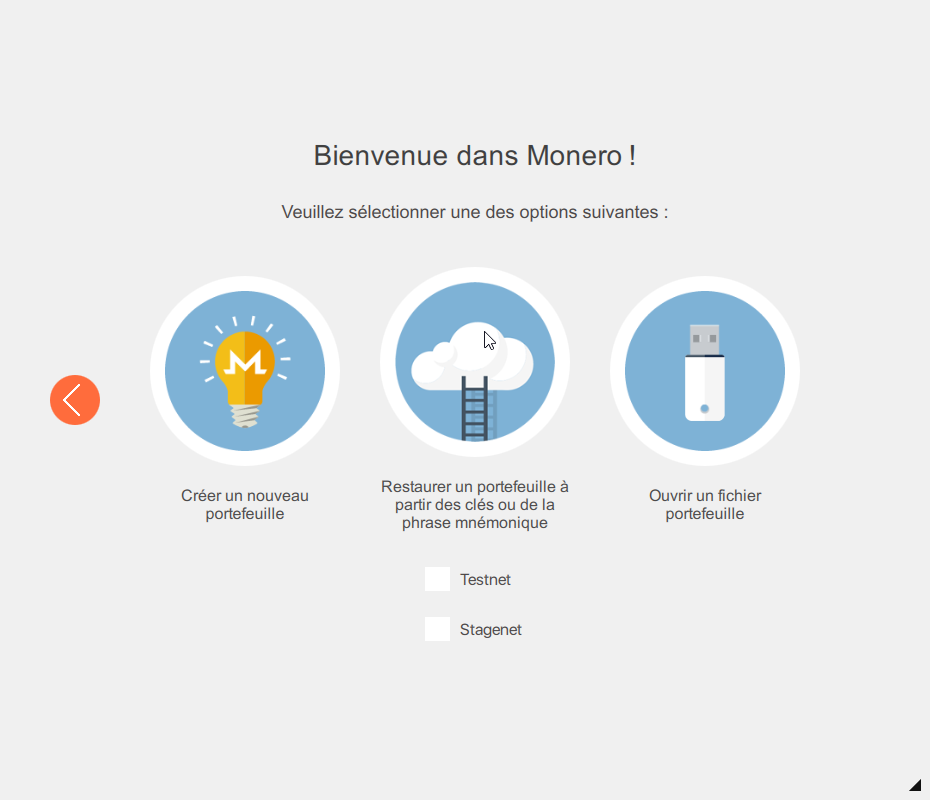 Bienvenue dans Monero !
Veuillez sélectionner une des options suivantes :
Créer un nouveau
portefeuille
Restaurer un portefeuille à
partir des clés ou de la
phrase mnémonique
Ouvrir un fichier
portefeuille
Testnet
Stagenet